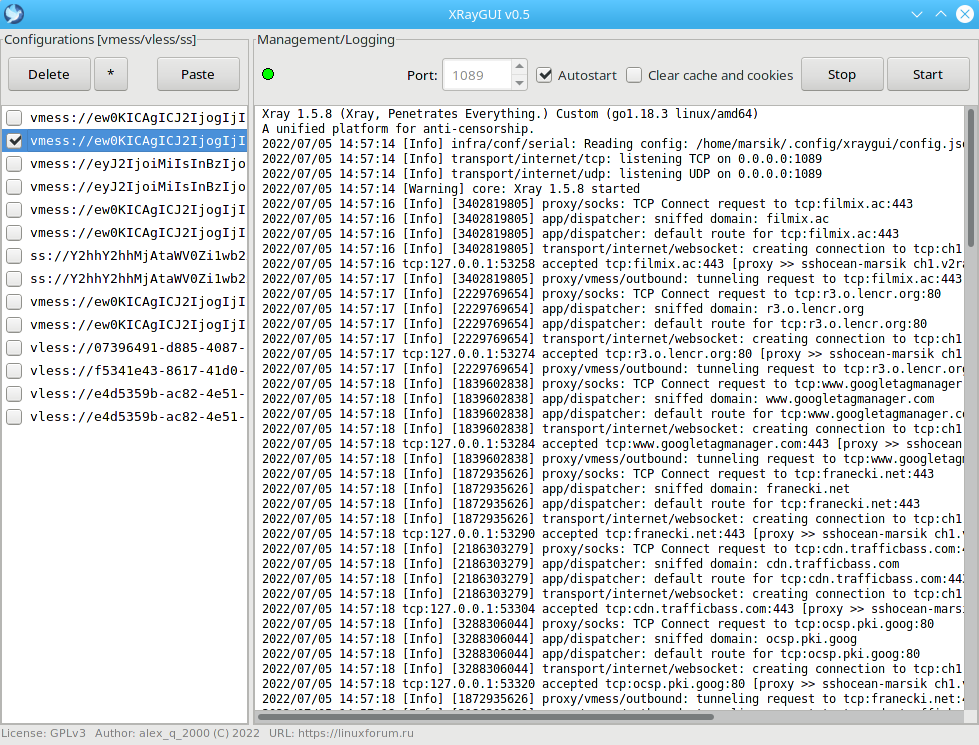 XRayGUI v0.5
Configurations [vmess/vless/ss]
Delete
*
Paste
vmess://ew0KICAgICJ2IjogIjI
vmess://ew0KICAgICJ2IjogIjI
vmess://eyJ2IjoiMiIsInBzIjo
vmess://eyJ2IjoiMiIsInBzIjo
vmess://ew0KICAgICJ2IjogIjI
vmess://ew0KICAgICJ2IjogIjI
ss://Y2hhY2hhMjAtaWV0Zi1wb2
ss://Y2hhY2hhMjAtaWV0Zi1wb2
vmess://ew0KICAgICJ2IjogIjI
vmess://ew0KICAgICJ2IjogIjI
vless://07396491-d885-4087-
vless://f5341e43-8617-41d0-
vless://e4d5359b-ac82-4e51-
vless://e4d5359b-ac82-4e51-
Management/Logging
Port: 1089
Autostart
Clear cache and cookies
Stop
Start
Xray 1.5.8 (Xray, Penetrates Everything.) Custom (go1.18.3 linux/amd64)
A unified platform for anti-censorship.
2022/07/05 14:57:14 [Info] infra/conf/serial: Reading config: /home/marsik/.config/xraygui/config.jso
2022/07/05 14:57:14 [Info] transport/internet/tcp: listening TCP on 0.0.0.0:1089
2022/07/05 14:57:14 [Info] transport/internet/udp: listening UDP on 0.0.0.0:1089
2022/07/05 14:57:14 [Warning] core: Xray 1.5.8 started
2022/07/05 14:57:16 [Info] [3402819805] proxy/socks: TCP Connect request to tcp:filmix.ac:443
2022/07/05 14:57:16 [Info] [3402819805] app/dispatcher: sniffed domain: filmix.ac
2022/07/05 14:57:16 [Info] [3402819805] app/dispatcher: default route for tcp:filmix.ac:443
2022/07/05 14:57:16 [Info] [3402819805] transport/internet/websocket: creating connection to tcp:ch1
2022/07/05 14:57:16 tcp:127.0.0.1:53258 accepted tcp:filmix.ac:443 [proxy >> sshocean-marsik ch1.v2ra
2022/07/05 14:57:17 [Info] [3402819805] proxy/vmess/outbound: tunneling request to tcp:filmix.ac:443
2022/07/05 14:57:17 [Info] [2229769654] proxy/socks: TCP Connect request to tcp:r3.o.lencr.org:80
2022/07/05 14:57:17 [Info] [2229769654] app/dispatcher: sniffed domain: r3.o.lencr.org
2022/07/05 14:57:17 [Info] [2229769654] app/dispatcher: default route for tcp:r3.o.lencr.org:80
2022/07/05 14:57:17 [Info] [2229769654] transport/internet/websocket: creating connection to tcp:ch1
2022/07/05 14:57:17 tcp:127.0.0.1:53274 accepted tcp:r3.o.lencr.org:80 [proxy >> sshocean-marsik ch1
2022/07/05 14:57:17 [Info] [2229769654] proxy/vmess/outbound: tunneling request to tcp:r3.o.lencr.org
2022/07/05 14:57:18 [Info] [1839602838] proxy/socks: TCP Connect request to tcp:www.googletagmanager
2022/07/05 14:57:18 [Info] [1839602838] app/dispatcher: sniffed domain: www.googletagmanager.com
2022/07/05 14:57:18 [Info] [1839602838] app/dispatcher: default route for tcp:www.googletagmanager.co
2022/07/05 14:57:18 [Info] [1839602838] transport/internet/websocket: creating connection to tcp:ch1
2022/07/05 14:57:18 tcp:127.0.0.1:53284 accepted tcp:www.googletagmanager.com:443 [proxy >> sshocean
2022/07/05 14:57:18 [Info] [1839602838] proxy/vmess/outbound: tunneling request to tcp:www.googletagm
2022/07/05 14:57:18 [Info] [1872935626] proxy/socks: TCP Connect request to tcp:franecki.net:443
2022/07/05 14:57:18 [Info] [1872935626] app/dispatcher: sniffed domain: franecki.net
2022/07/05 14:57:18 [Info] [1872935626] app/dispatcher: default route for tcp:franecki.net:443
2022/07/05 14:57:18 [Info] [1872935626] transport/internet/websocket: creating connection to tcp:ch1
2022/07/05 14:57:18 tcp:127.0.0.1:53290 accepted tcp:franecki.net:443 [proxy >> sshocean-marsik ch1.v
2022/07/05 14:57:18 [Info] [2186303279] proxy/socks: TCP Connect request to tcp:cdn.trafficbass.com:4
2022/07/05 14:57:18 [Info] [2186303279] app/dispatcher: sniffed domain: cdn.trafficbass.com
2022/07/05 14:57:18 [Info] [2186303279] app/dispatcher: default route for tcp:cdn.trafficbass.com:443
2022/07/05 14:57:18 [Info] [2186303279] transport/internet/websocket: creating connection to tcp:ch1
2022/07/05 14:57:18 tcp:127.0.0.1:53304 accepted tcp:cdn.trafficbass.com:443 [proxy >> sshocean-marsi
2022/07/05 14:57:18 [Info] [3288306044] proxy/socks: TCP Connect request to tcp:ocsp.pki.goog:80
2022/07/05 14:57:18 [Info] [3288306044] app/dispatcher: sniffed domain: ocsp.pki.goog
2022/07/05 14:57:18 [Info] [3288306044] app/dispatcher: default route for tcp:ocsp.pki.goog:80
2022/07/05 14:57:18 [Info] [3288306044] transport/internet/websocket: creating connection to tcp:ch1
2022/07/05 14:57:18 tcp:127.0.0.1:53320 accepted tcp:ocsp.pki.goog:80 [proxy >> sshocean-marsik ch1.v
2022/07/05 14:57:18 [Info] [1872935626] proxy/vmess/outbound: tunneling request to tcp:franecki.net:4
License: GPLv3 Author: alex_q_2000 (C) 2022 URL: https://linuxforum.ru